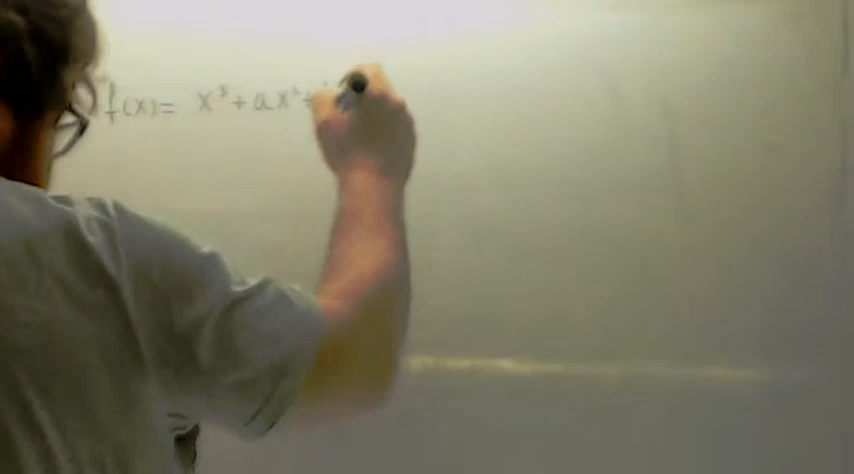 f(x) = x³ + ax² +